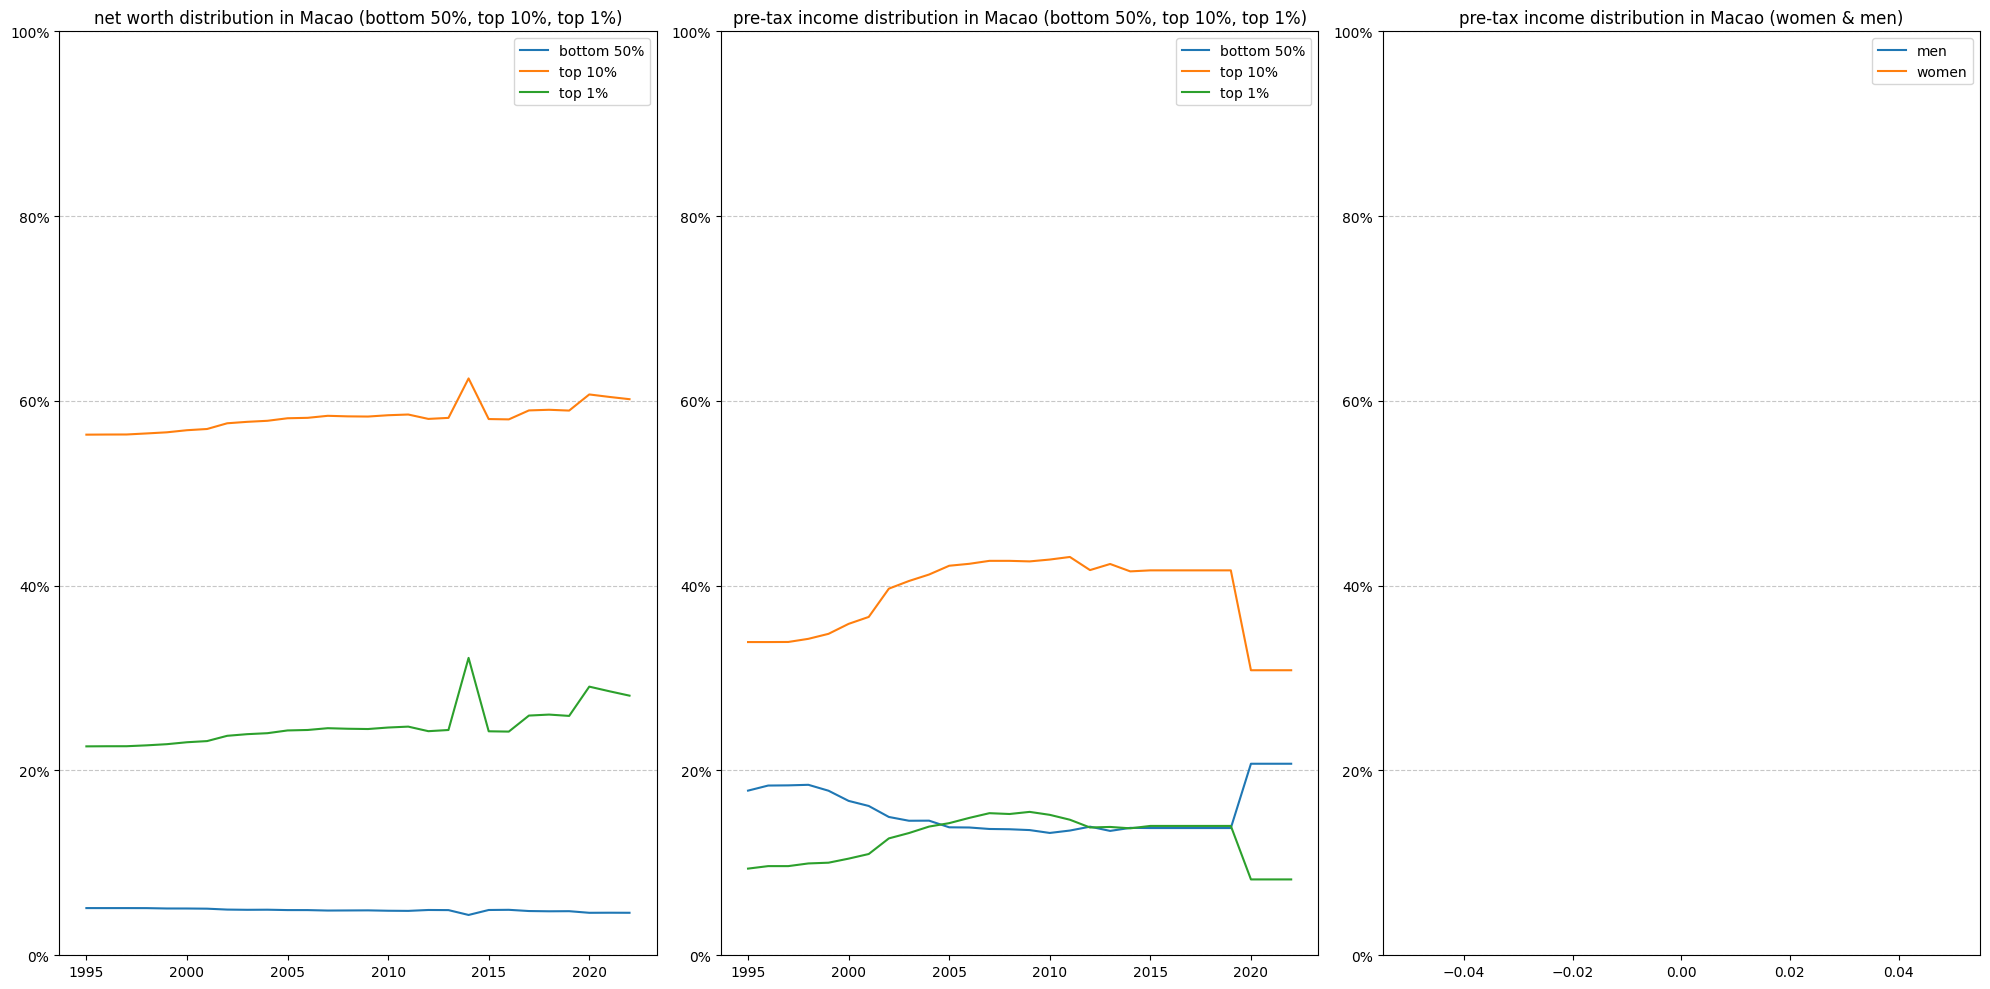 net worth distribution in Macao (bottom 50%, top 10%, top 1%)
100%
80%
60%
40%
20%
0%
1995 2000 2005 2010 2015 2020
bottom 50%
top 10%
top 1%
pre-tax income distribution in Macao (bottom 50%, top 10%, top 1%)
100%
80%
60%
40%
20%
0%
1995 2000 2005 2010 2015 2020
bottom 50%
top 10%
top 1%
pre-tax income distribution in Macao (women & men)
100%
80%
60%
40%
20%
0%
−0.04 −0.02 0.00 0.02 0.04
men
women